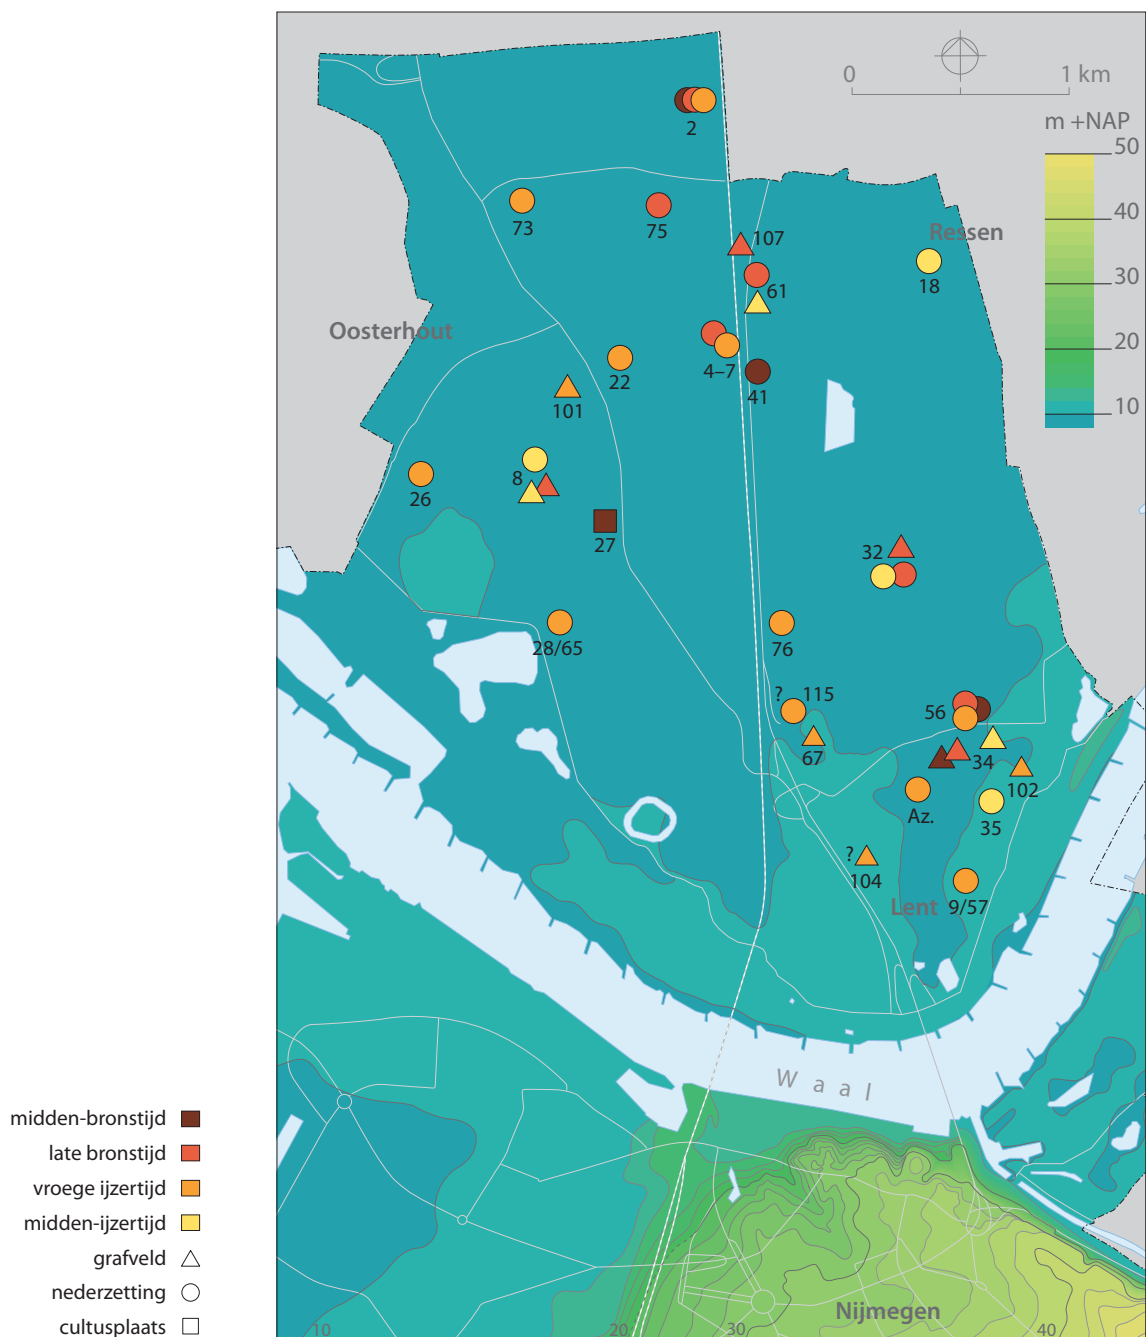 0 1 km
m +NAP
50
40
30
20
10
2
73
75
107
Ressen
18
61
Oosterhout
4–7
22
41
101
8
26
27
32
28/65
76
? 115
56
67
34
102
Az.
35
?
104
Lent
9/57
Waal
midden-bronstijd
late bronstijd
vroege ijzertijd
midden-ijzertijd
grafveld
nederzetting
cultusplaats
Nijmegen
10
20
30
40